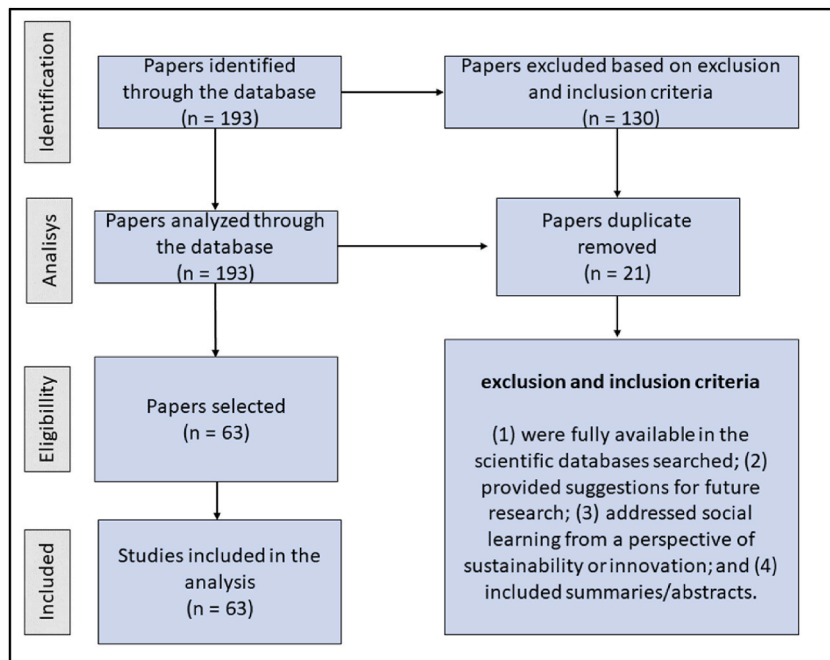 Identification
Papers identified
through the database
(n = 193)
Papers excluded based on exclusion
and inclusion criteria
(n = 130)
Analisys
Papers analyzed through
the database
(n = 193)
Papers duplicate
removed
(n = 21)
Eligibillity
Papers selected
(n = 63)
exclusion and inclusion criteria
(1) were fully available in the
scientific databases searched; (2)
provided suggestions for future
research; (3) addressed social
learning from a perspective of
sustainability or innovation; and (4)
included summaries/abstracts.
Included
Studies included in the
analysis
(n = 63)